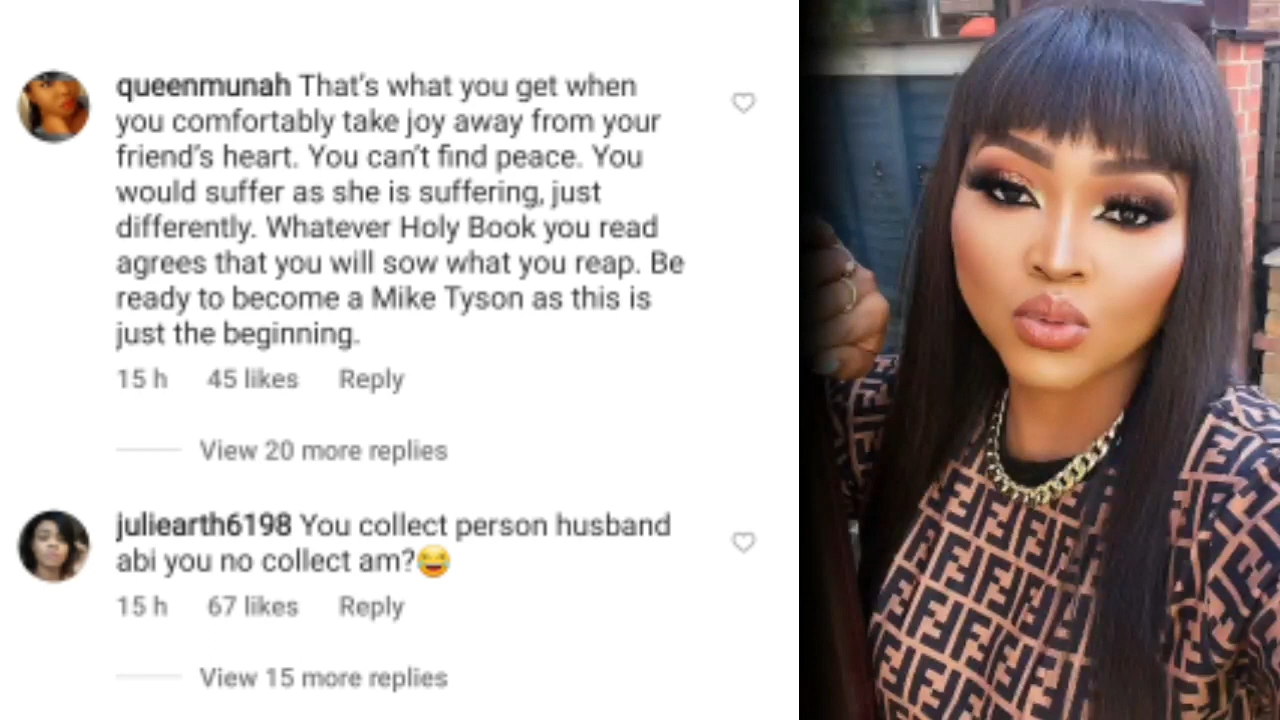 queenmunah That's what you get when
you comfortably take joy away from your
friend's heart. You can't find peace. You
would suffer as she is suffering, just
differently. Whatever Holy Book you read
agrees that you will sow what you reap. Be
ready to become a Mike Tyson as this is
just the beginning.
15 h 45 likes Reply
View 20 more replies
juliearth6198 You collect person husband
abi you no collect am?😂
15 h 67 likes Reply
View 15 more replies